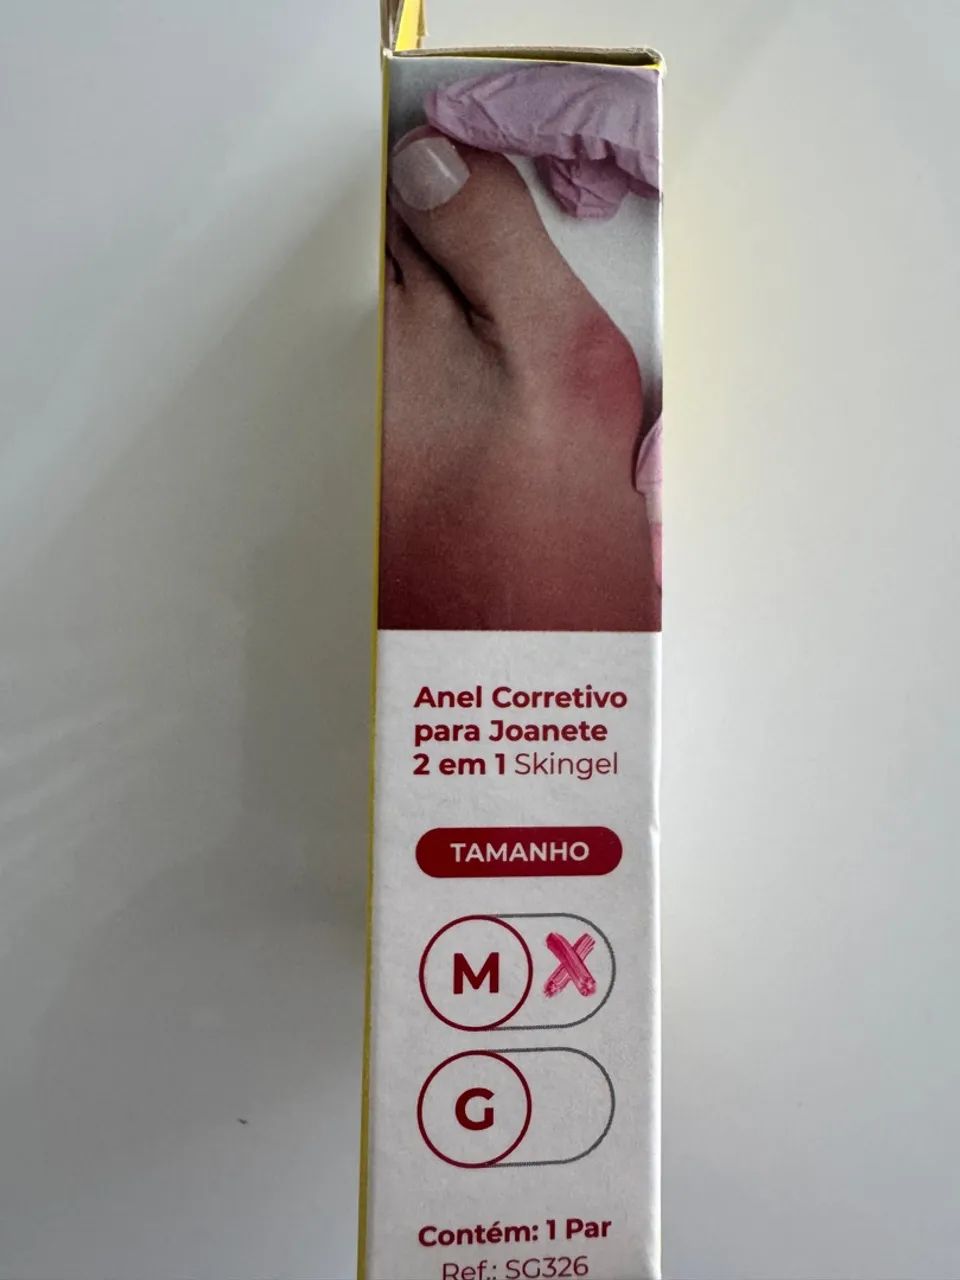 Anel Corretivo
para Joanete
2 em 1 Skingel
TAMANHO
M X
G
Contém: 1 Par
Ref.: SG326